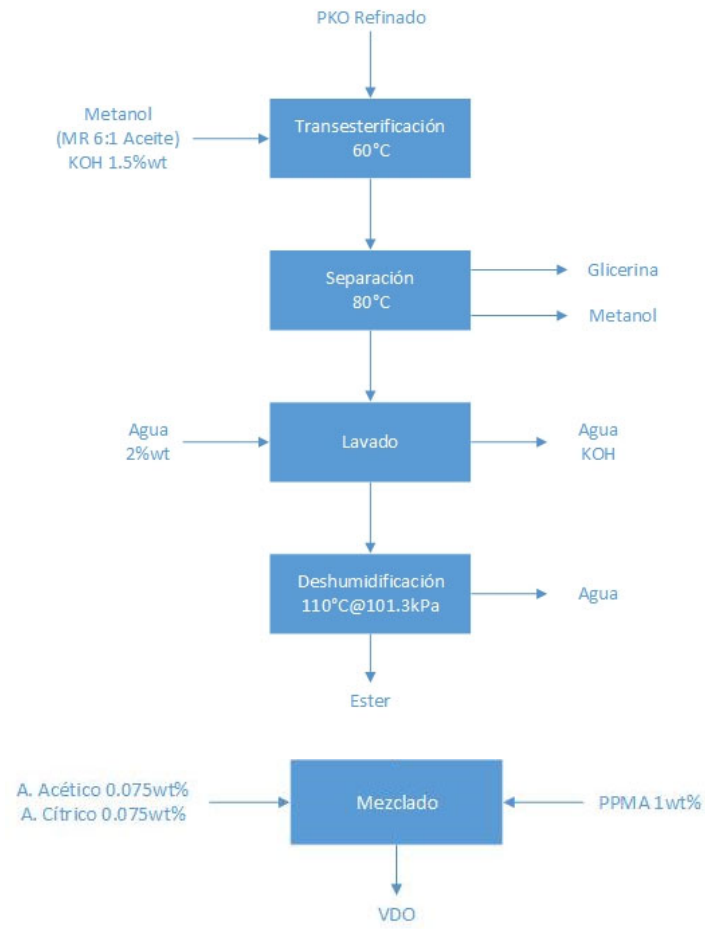 PKO Refinado
Metanol
(MR 6:1 Aceite)
KOH 1.5%wt
Transesterificación
60°C
Separación
80°C
Glicerina
Metanol
Agua
2%wt
Lavado
Agua
KOH
Deshumidificación
110°C@101.3kPa
Agua
Ester
A. Acético 0.075wt%
A. Cítrico 0.075wt%
Mezclado
PPMA 1wt%
VDO